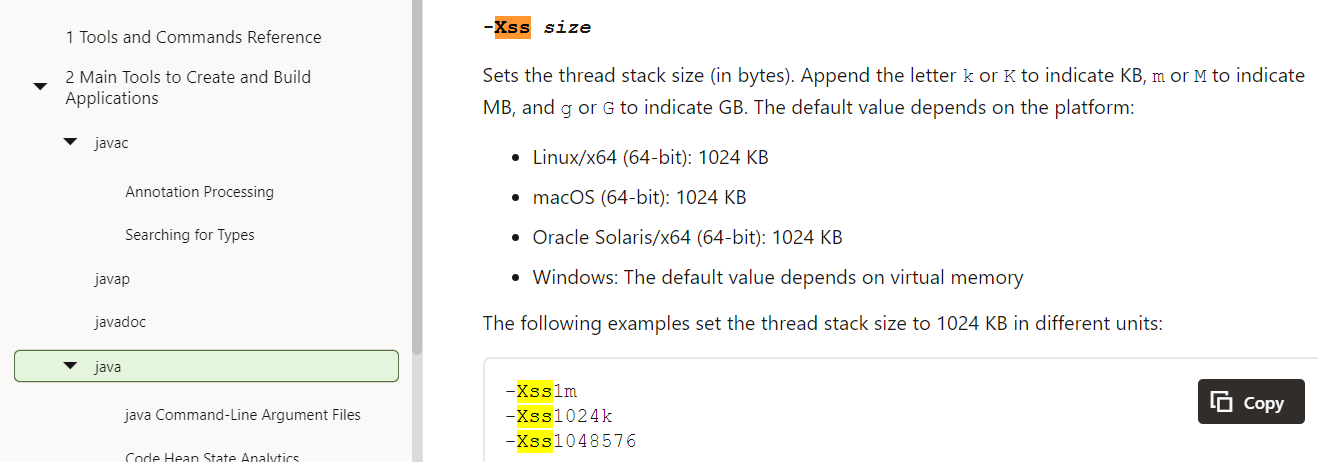 1 Tools and Commands Reference
2 Main Tools to Create and Build
Applications
javac
Annotation Processing
Searching for Types
javap
javadoc
java
java Command-Line Argument Files
Code Heap State Analytics
-Xss size
Sets the thread stack size (in bytes). Append the letter k or K to indicate KB, m or M to indicate
MB, and g or G to indicate GB. The default value depends on the platform:
• Linux/x64 (64-bit): 1024 KB
• macOS (64-bit): 1024 KB
• Oracle Solaris/x64 (64-bit): 1024 KB
• Windows: The default value depends on virtual memory
The following examples set the thread stack size to 1024 KB in different units:
-Xss1m
-Xss1024k
-Xss1048576
Copy